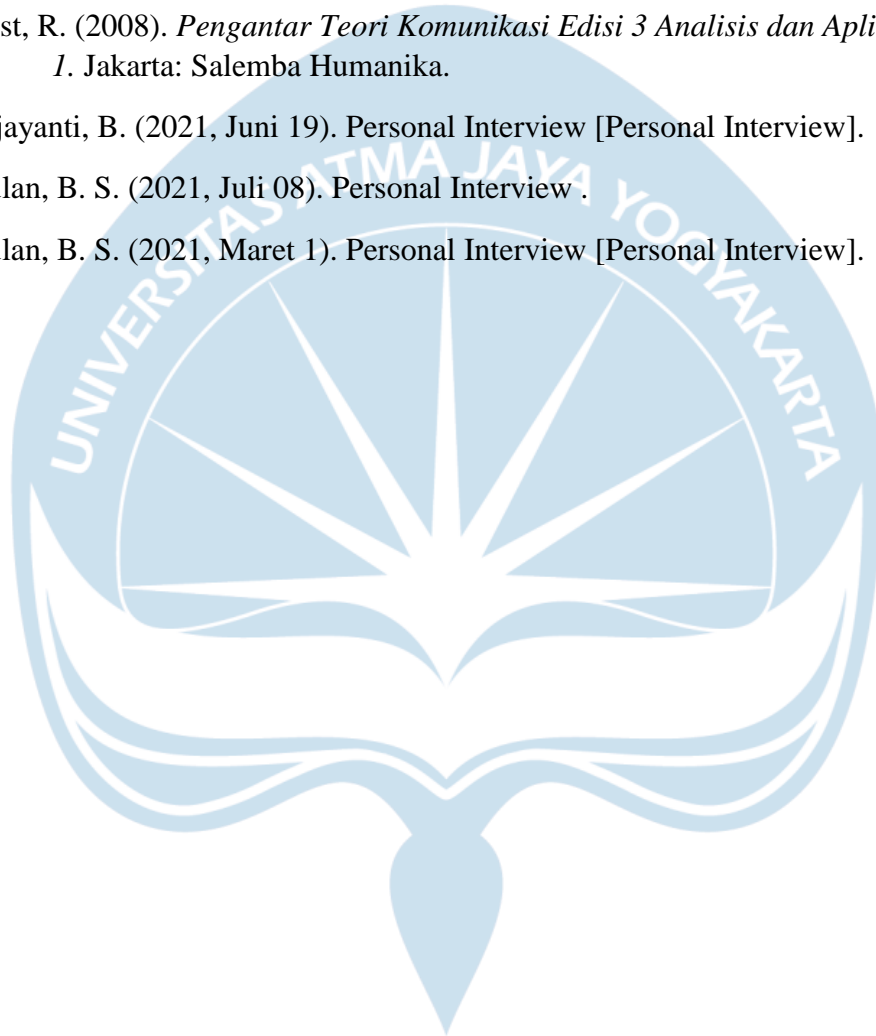 st, R. (2008). Pengantar Teori Komunikasi Edisi 3 Analisis dan Apli
1. Jakarta: Salemba Humanika.
jayanti, B. (2021, Juni 19). Personal Interview [Personal Interview].
lan, B. S. (2021, Juli 08). Personal Interview .
lan, B. S. (2021, Maret 1). Personal Interview [Personal Interview].
UNIVERSITAS ATMA JAYA YOGYAKARTA